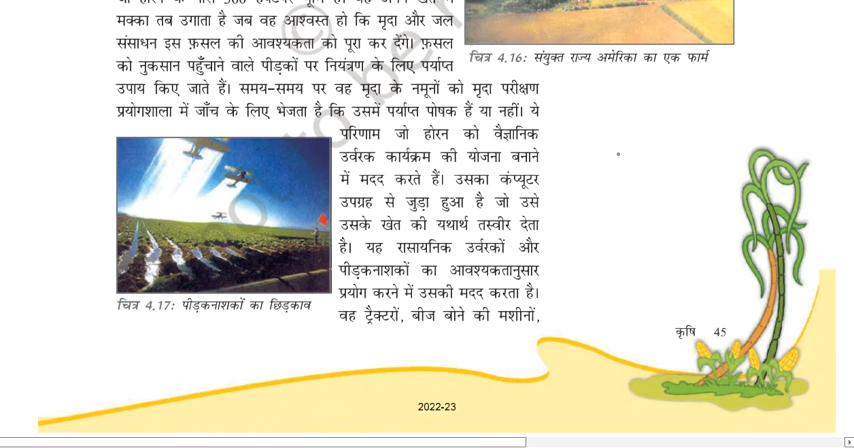 मक्का तब उगाता है जब वह आश्वस्त हो कि मृदा और जल
संसाधन इस फ़सल की आवश्यकता को पूरा कर देंगे। फ़सल
को नुकसान पहुँचाने वाले पीड़कों पर नियंत्रण के लिए पर्याप्त
उपाय किए जाते हैं। समय-समय पर वह मृदा के नमूनों को मृदा परीक्षण
प्रयोगशाला में जाँच के लिए भेजता है कि उसमें पर्याप्त पोषक हैं या नहीं। ये
परिणाम जो होरन को वैज्ञानिक
उर्वरक कार्यक्रम की योजना बनाने
में मदद करते हैं। उसका कंप्यूटर
उपग्रह से जुड़ा हुआ है जो उसे
उसके खेत की यथार्थ तस्वीर देता
है। यह रासायनिक उर्वरकों और
पीड़कनाशकों का आवश्यकतानुसार
प्रयोग करने में उसकी मदद करता है।
वह ट्रैक्टरों, बीज बोने की मशीनों,
चित्र 4.16: संयुक्त राज्य अमेरिका का एक फार्म
चित्र 4.17: पीड़कनाशकों का छिड़काव
कृषि 45
2022-23